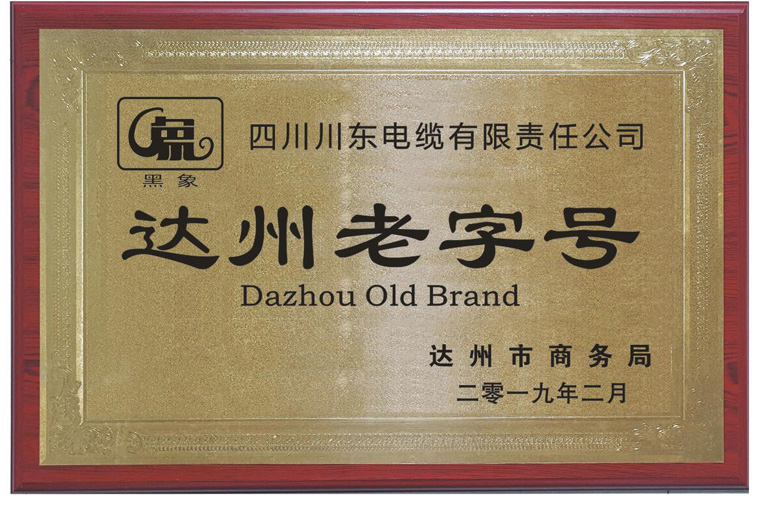 四川川东电缆有限责任公司
黑象
达州老字号
Dazhou Old Brand
达州市商务局
二零一九年二月